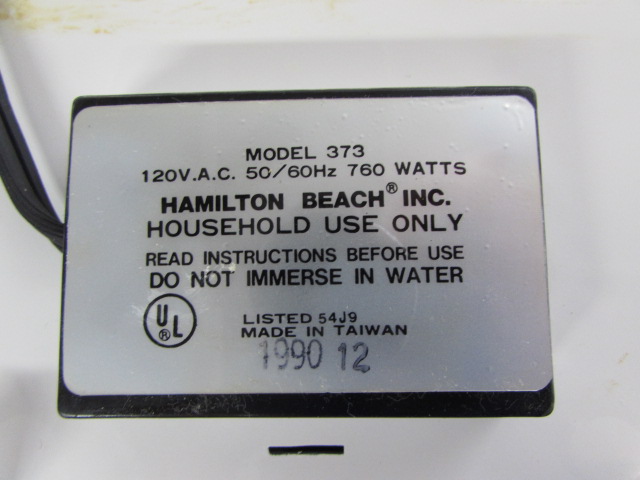 MODEL 373
120V.A.C. 50/60Hz 760 WATTS
HAMILTON BEACH® INC.
HOUSEHOLD USE ONLY
READ INSTRUCTIONS BEFORE USE
DO NOT IMMERSE IN WATER
UL®
LISTED 54J9
MADE IN TAIWAN
1990 12